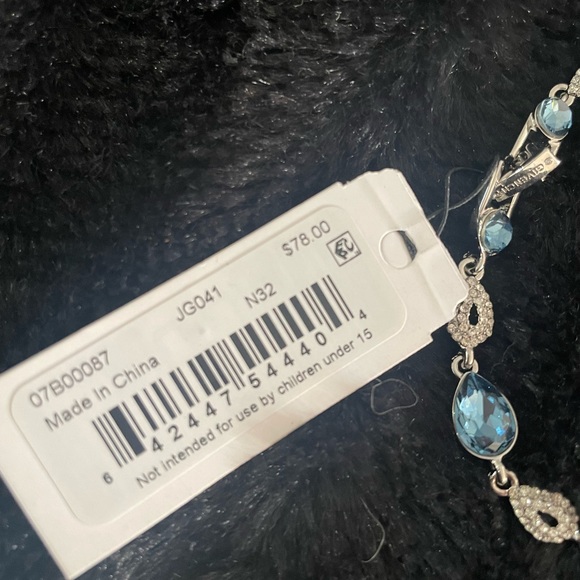 $78.00
JG041 N32
07B00087
Made in China
6 42447 54440 4
Not intended for use by children under 15
GIVENCHY